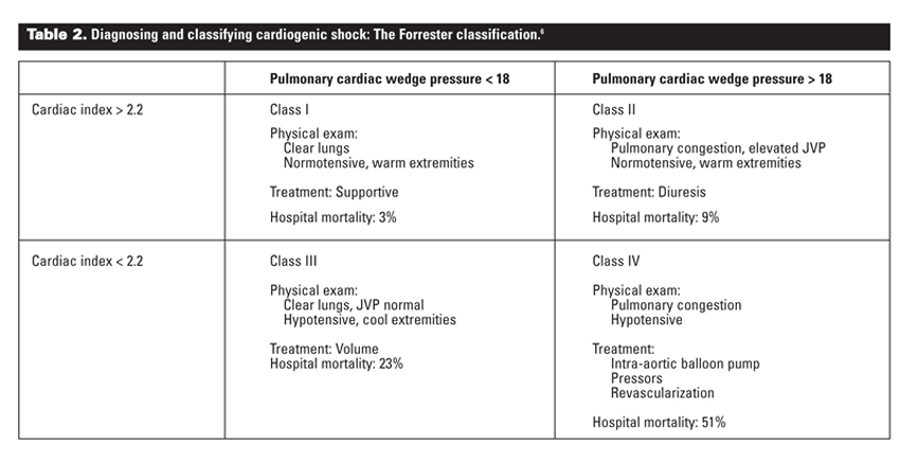 Table 2. Diagnosing and classifying cardiogenic shock: The Forrester classification.⁶
Pulmonary cardiac wedge pressure < 18
Pulmonary cardiac wedge pressure > 18
Cardiac index > 2.2
Class I
Physical exam:
Clear lungs
Normotensive, warm extremities
Treatment: Supportive
Hospital mortality: 3%
Class II
Physical exam:
Pulmonary congestion, elevated JVP
Normotensive, warm extremities
Treatment: Diuresis
Hospital mortality: 9%
Cardiac index < 2.2
Class III
Physical exam:
Clear lungs, JVP normal
Hypotensive, cool extremities
Treatment: Volume
Hospital mortality: 23%
Class IV
Physical exam:
Pulmonary congestion
Hypotensive
Treatment:
Intra-aortic balloon pump
Pressors
Revascularization
Hospital mortality: 51%